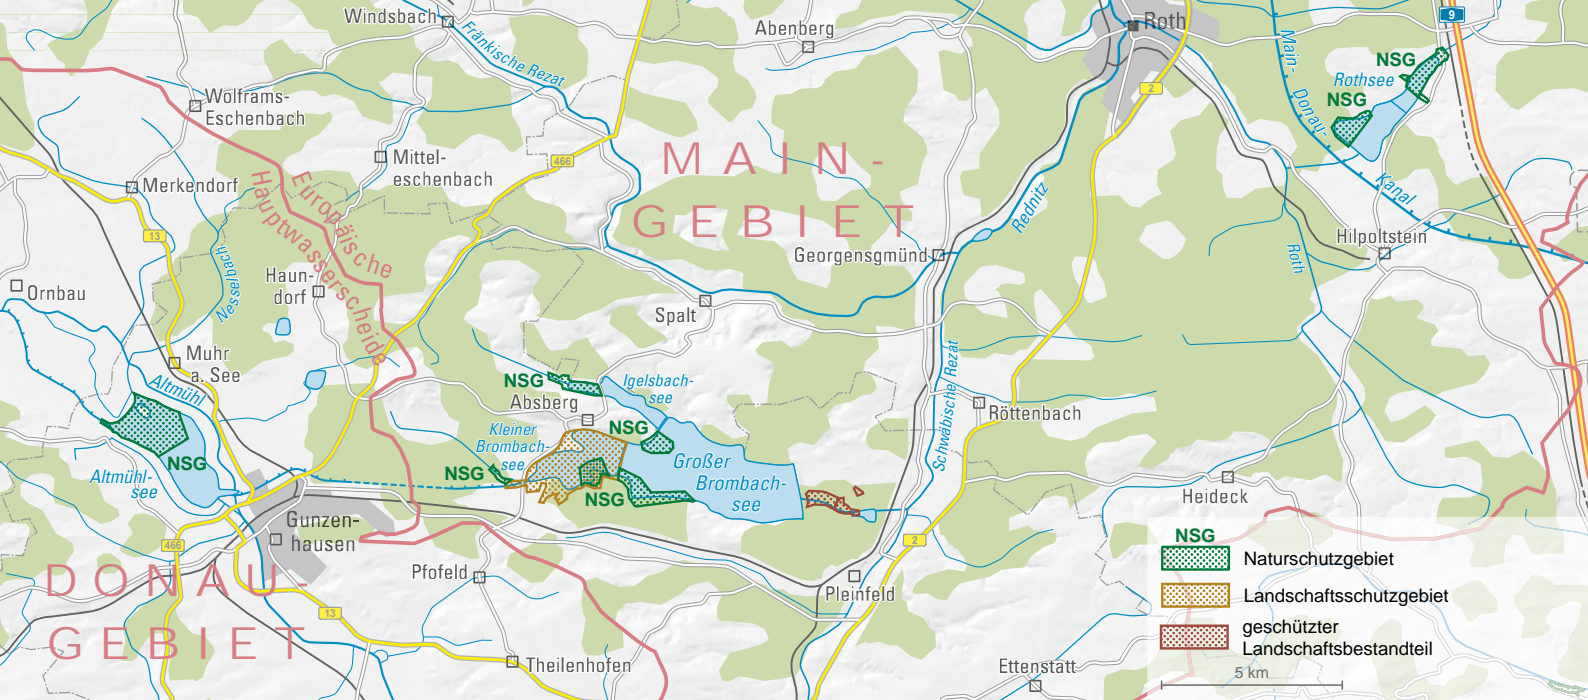 Windsbach
Fränkische Rezat
Abenberg
Roth
9
NSG
Rothsee
NSG
Main-
Donau-
Kanal
2
Wolframs-
Eschenbach
Mittel-
eschenbach
466
MAIN-
GEBIET
Merkendorf
Europäische
Hauptwasserscheide
Rednitz
13
Nesselbach
Georgensgmünd
Hilpoltstein
Roth
Haun-
dorf
Ornbau
Spalt
Muhr
a. See
Altmühl
Schwäbische Rezat
NSG
Igelsbach-
see
Absberg
Röttenbach
Kleiner
Brombach-
see
NSG
NSG
Großer
Brombach-
see
NSG
NSG
Altmühl-
see
Heideck
Gunzen-
hausen
466
2
DONAU-
GEBIET
Pfofeld
Pleinfeld
13
Theilenhofen
Ettenstatt
NSG
Naturschutzgebiet
Landschaftsschutzgebiet
geschützter
Landschaftsbestandteil
5 km